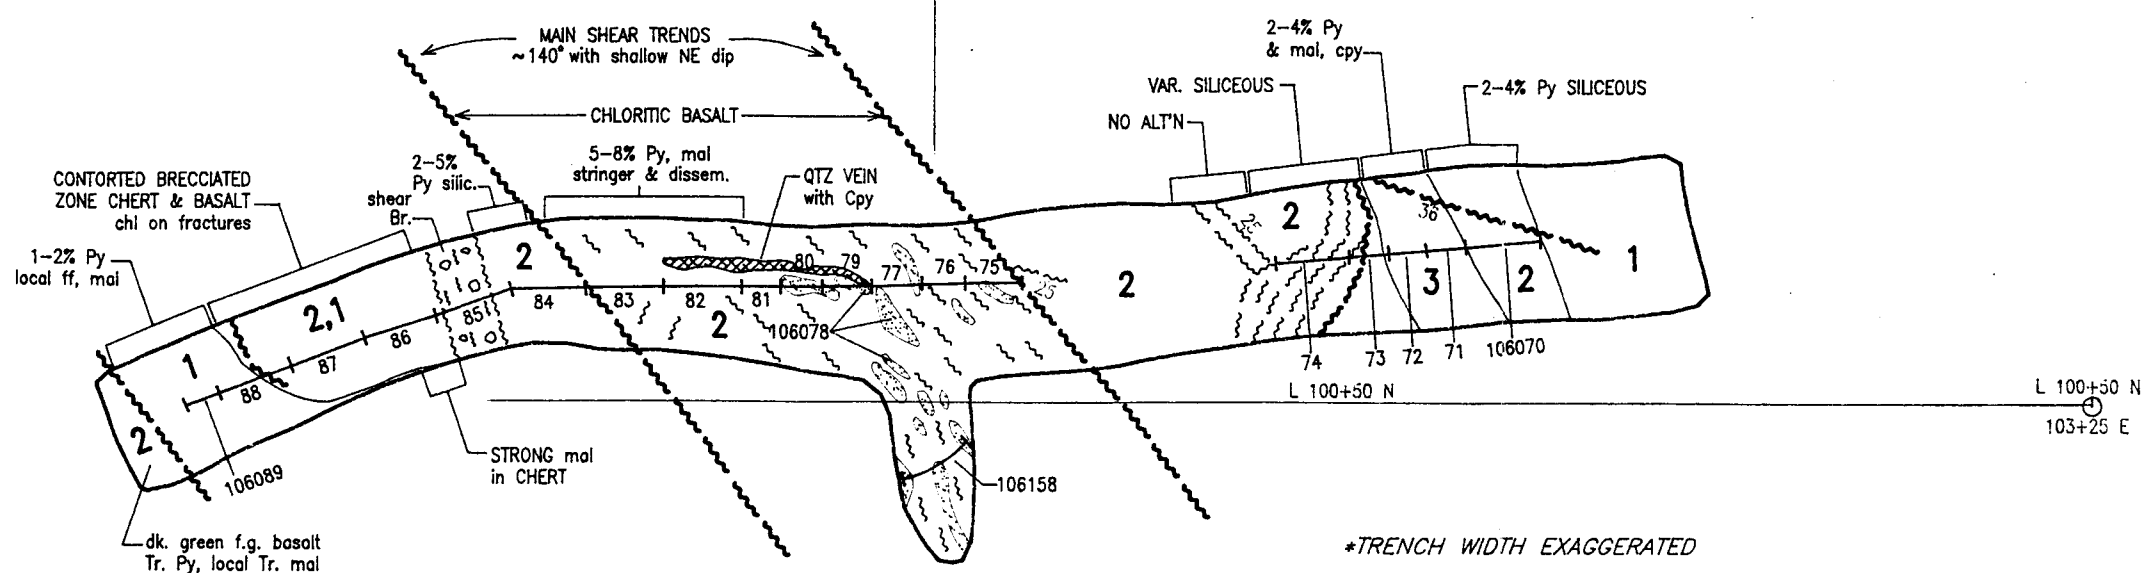 MAIN SHEAR TRENDS
~140° with shallow NE dip
CHLORITIC BASALT
5-8% Py, mal
stringer & dissem.
QTZ VEIN
with Cpy
2-5%
Py silic.
shear
Br.
CONTORTED BRECCIATED
ZONE CHERT & BASALT
chl on fractures
1-2% Py
local ff, mal
2-4% Py
& mal, cpy
VAR. SILICEOUS
2-4% Py SILICEOUS
NO ALT'N
2
1
2,1
2
2
2
2
3
2
1
106089
88
87
86
85
84
83
82
81
80
79
106078
77
76
75
25
25
36
74
73
72
71
106070
106158
STRONG mal
in CHERT
dk. green f.g. basalt
Tr. Py, local Tr. mal
L 100+50 N
L 100+50 N
103+25 E
*TRENCH WIDTH EXAGGERATED